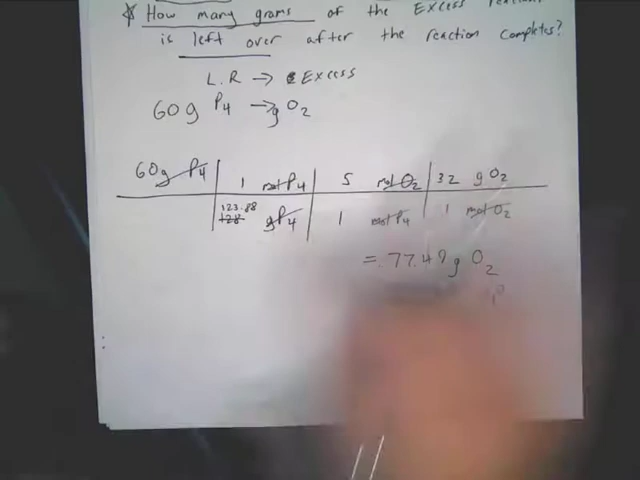 * How many grams of the Excess
is left over after the reaction completes?
L.R → Excess
60g P4 → g O2
60g P4 | 1 mol P4 | 5 mol O2 | 32 g O2
123.88 g P4 | 1 mol P4 | 1 mol O2
= 77.49 g O2